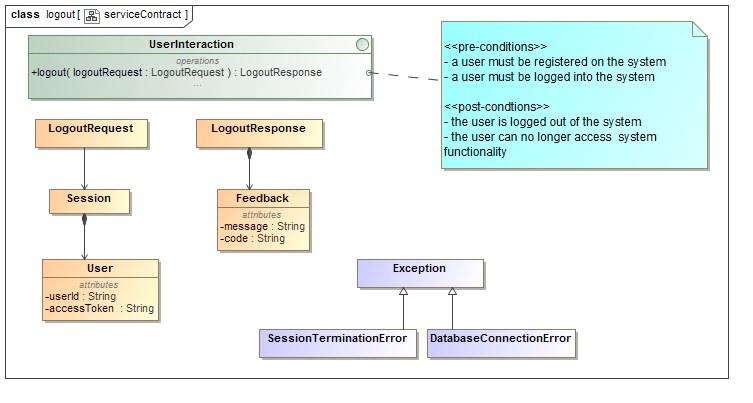 class logout [ serviceContract ]
UserInteraction
operations
+logout( logoutRequest : LogoutRequest ) : LogoutResponse
...
<<pre-conditions>>
- a user must be registered on the system
- a user must be logged into the system
<<post-condtions>>
- the user is logged out of the system
- the user can no longer access system
functionality
LogoutRequest
LogoutResponse
Session
Feedback
attributes
-message : String
-code : String
User
attributes
-userId : String
-accessToken : String
Exception
SessionTerminationError
DatabaseConnectionError